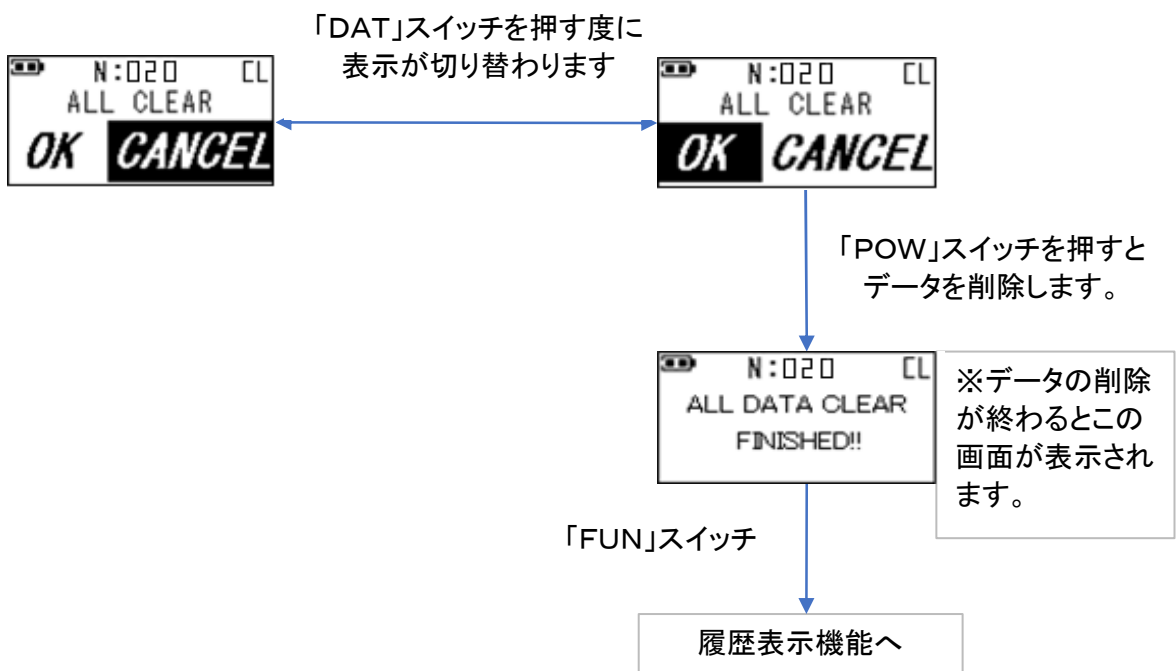 「ＤＡＴ」スイッチを押す度に
表示が切り替わります
N:020 CL
ALL CLEAR
OK CANCEL
N:020 CL
ALL CLEAR
OK CANCEL
「ＰＯＷ」スイッチを押すと
データを削除します。
N:020 CL
ALL DATA CLEAR
FINISHED!!
※データの削除
が終わるとこの
画面が表示され
ます。
「ＦＵＮ」スイッチ
履歴表示機能へ